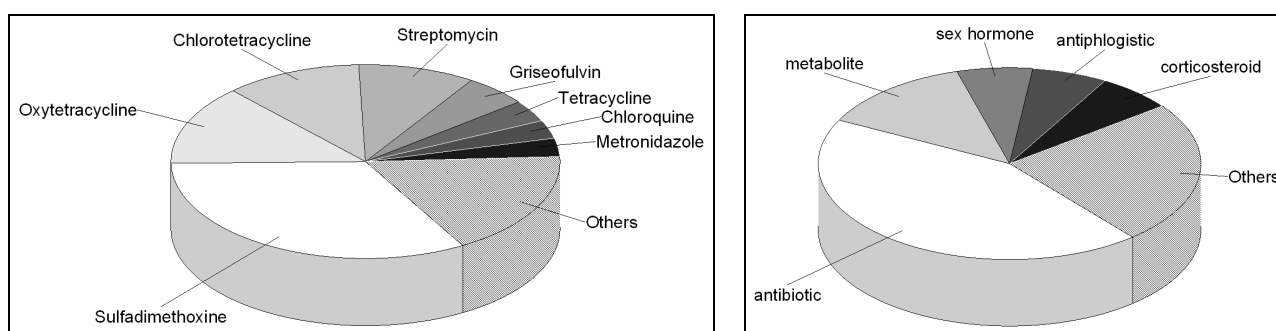 Streptomycin
Chlorotetracycline
Griseofulvin
Tetracycline
Oxytetracycline
Chloroquine
Metronidazole
Others
Sulfadimethoxine
sex hormone
antiphlogistic
metabolite
corticosteroid
Others
antibiotic